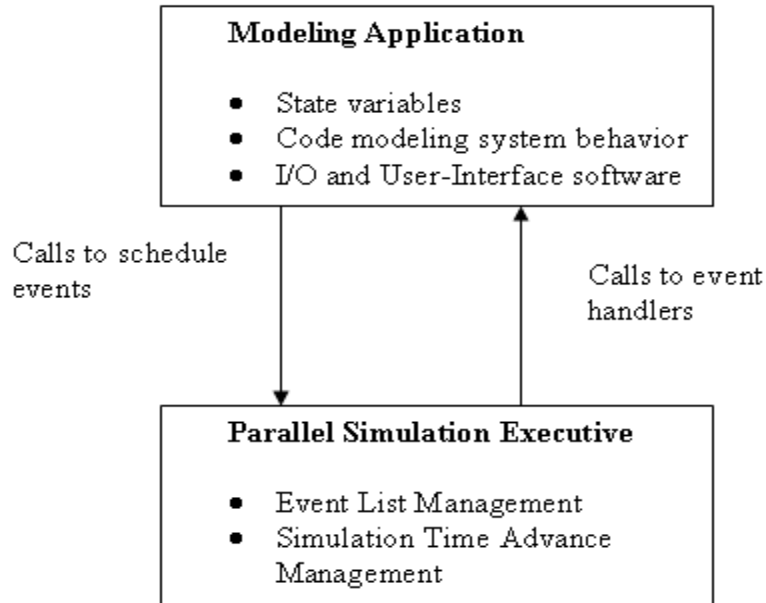 Modeling Application
● State variables
● Code modeling system behavior
● I/O and User-Interface software
Calls to schedule
events
Calls to event
handlers
Parallel Simulation Executive
● Event List Management
● Simulation Time Advance
Management